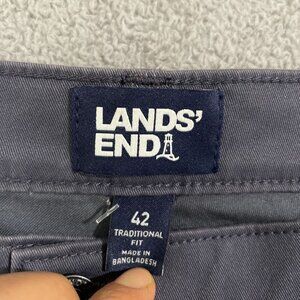 LANDS'
END
42
TRADITIONAL
FIT
MADE IN
BANGLADESH